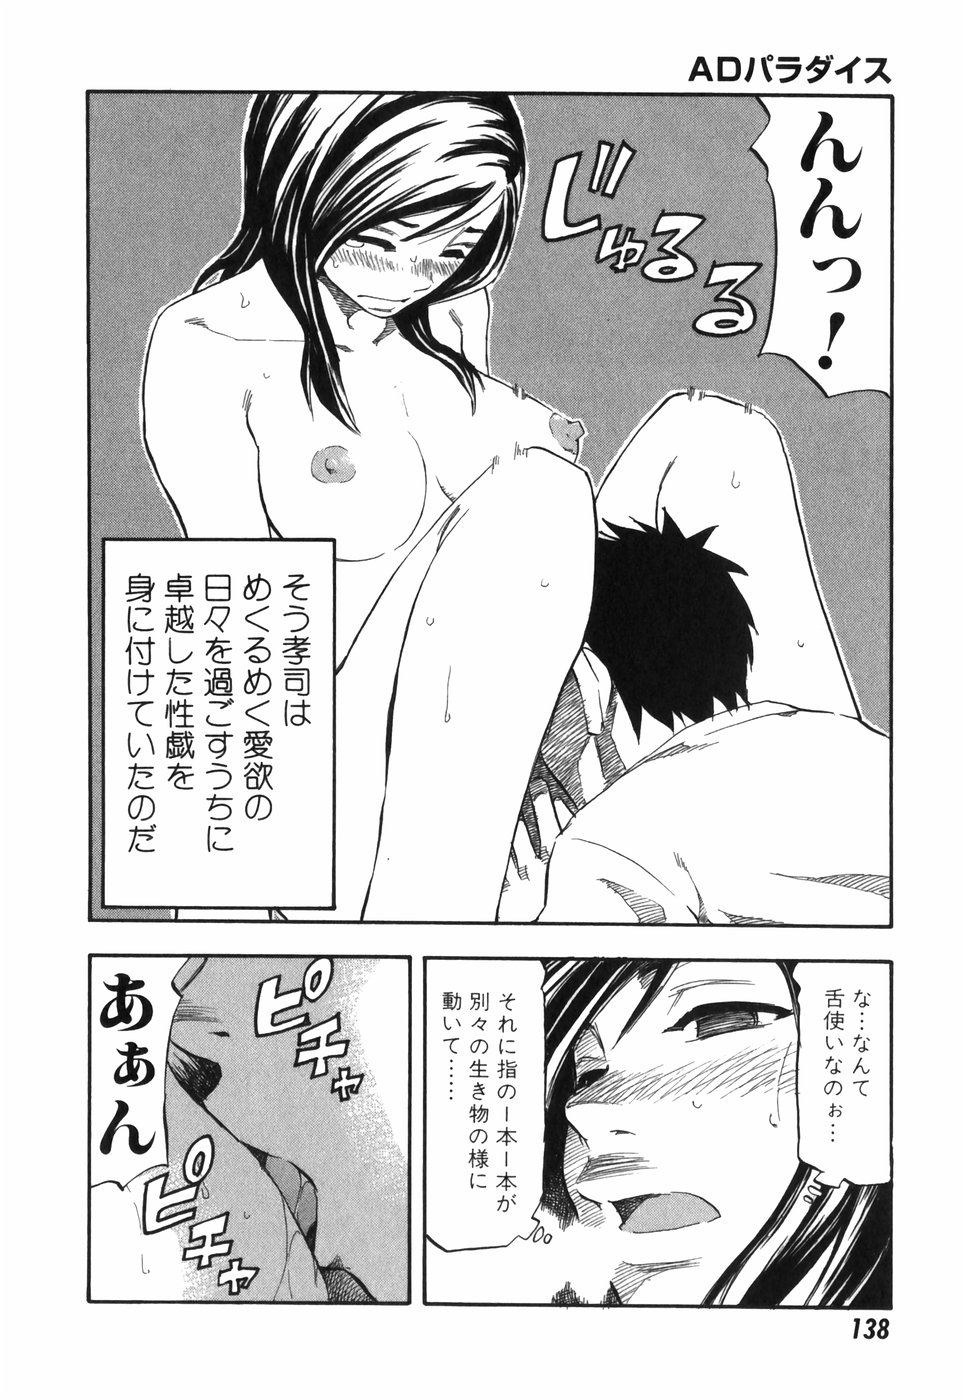 ADパラダイス
んんっ！
じゅるる
そう孝司は
めくるめく愛欲の
日々を過ごすうちに
卓越した性戯を
身に付けていたのだ
な…なんて
舌使いなのぉ…
それに指の一本一本が
別々の生き物の様に
動いて……
ピチャ
あぁん
ピチャ
138